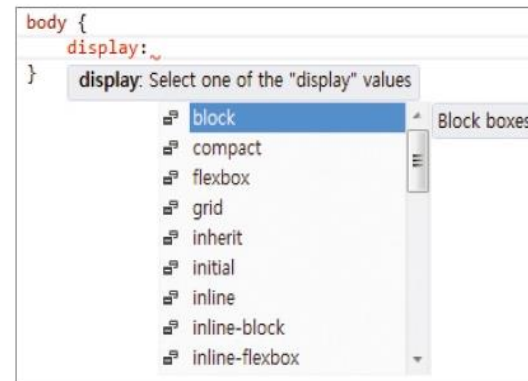 body {
display:
}
display: Select one of the "display" values
block
Block boxes
compact
flexbox
grid
inherit
initial
inline
inline-block
inline-flexbox